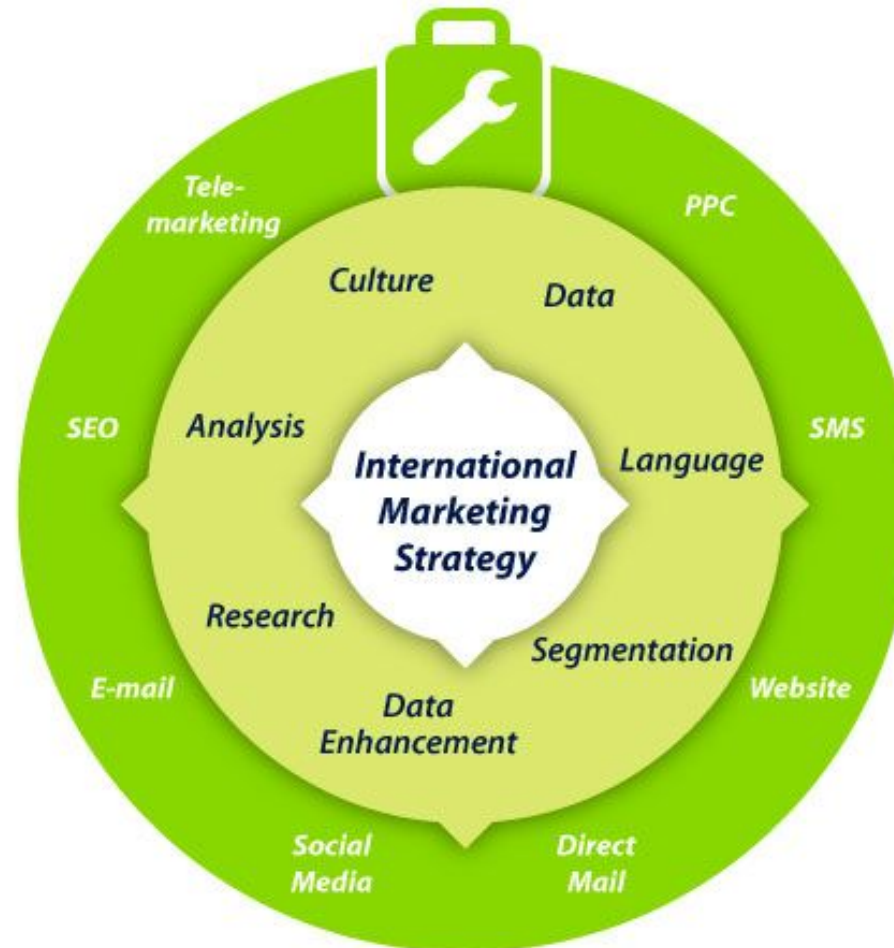 Tele-
marketing
PPC
Culture
Data
SEO
Analysis
International
Marketing
Strategy
Language
SMS
Research
Segmentation
E-mail
Website
Data
Enhancement
Social
Media
Direct
Mail